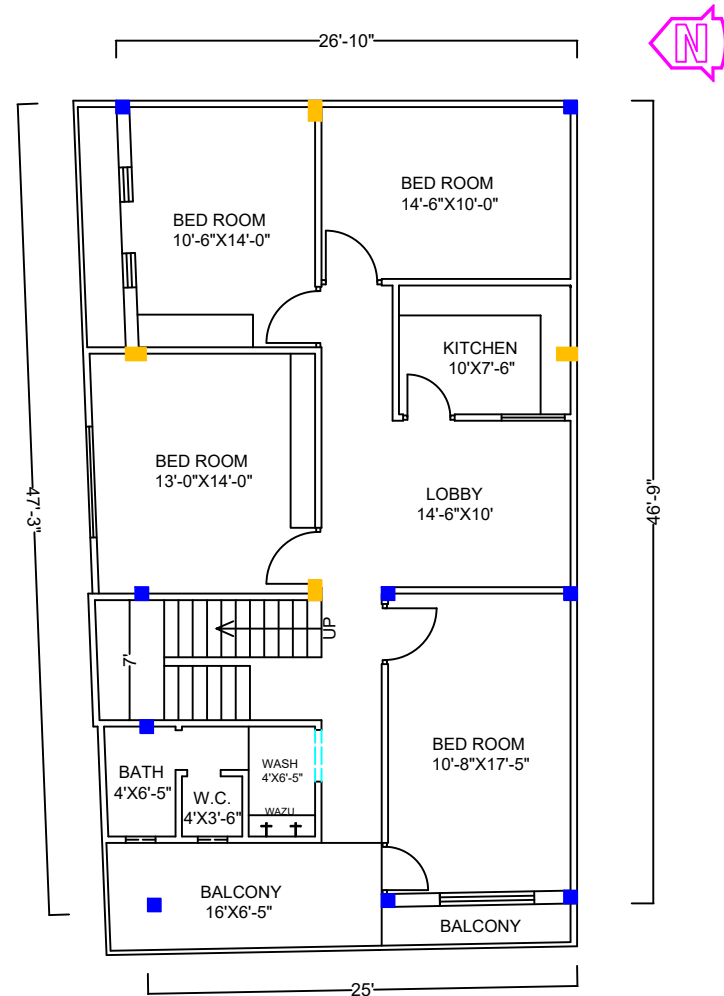 26'-10"
N
BED ROOM
14'-6"X10'-0"
BED ROOM
10'-6"X14'-0"
KITCHEN
10'X7'-6"
BED ROOM
13'-0"X14'-0"
LOBBY
14'-6"X10'
47'-3"
46'-9"
UP
7'
BED ROOM
10'-8"X17'-5"
WASH
4'X6'-5"
BATH
4'X6'-5"
W.C.
4'X3'-6"
WAZU
BALCONY
16'X6'-5"
BALCONY
25'